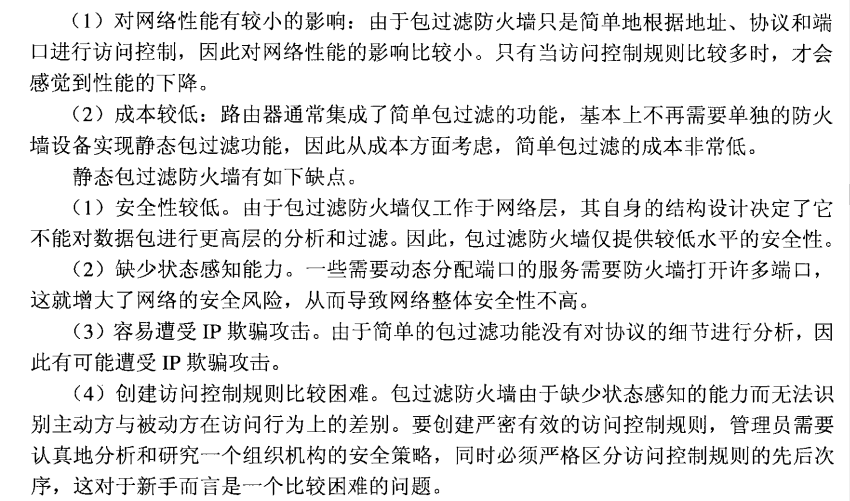 （1）对网络性能有较小的影响：由于包过滤防火墙只是简单地根据地址、协议和端
口进行访问控制，因此对网络性能的影响比较小。只有当访问控制规则比较多时，才会
感觉到性能的下降。
（2）成本较低：路由器通常集成了简单包过滤的功能，基本上不再需要单独的防火
墙设备实现静态包过滤功能，因此从成本方面考虑，简单包过滤的成本非常低。
静态包过滤防火墙有如下缺点。
（1）安全性较低。由于包过滤防火墙仅工作于网络层，其自身的结构设计决定了它
不能对数据包进行更高层的分析和过滤。因此，包过滤防火墙仅提供较低水平的安全性。
（2）缺少状态感知能力。一些需要动态分配端口的服务需要防火墙打开许多端口，
这就增大了网络的安全风险，从而导致网络整体安全性不高。
（3）容易遭受 IP 欺骗攻击。由于简单的包过滤功能没有对协议的细节进行分析，因
此有可能遭受 IP 欺骗攻击。
（4）创建访问控制规则比较困难。包过滤防火墙由于缺少状态感知的能力而无法识
别主动方与被动方在访问行为上的差别。要创建严密有效的访问控制规则，管理员需要
认真地分析和研究一个组织机构的安全策略，同时必须严格区分访问控制规则的先后次
序，这对于新手而言是一个比较困难的问题。